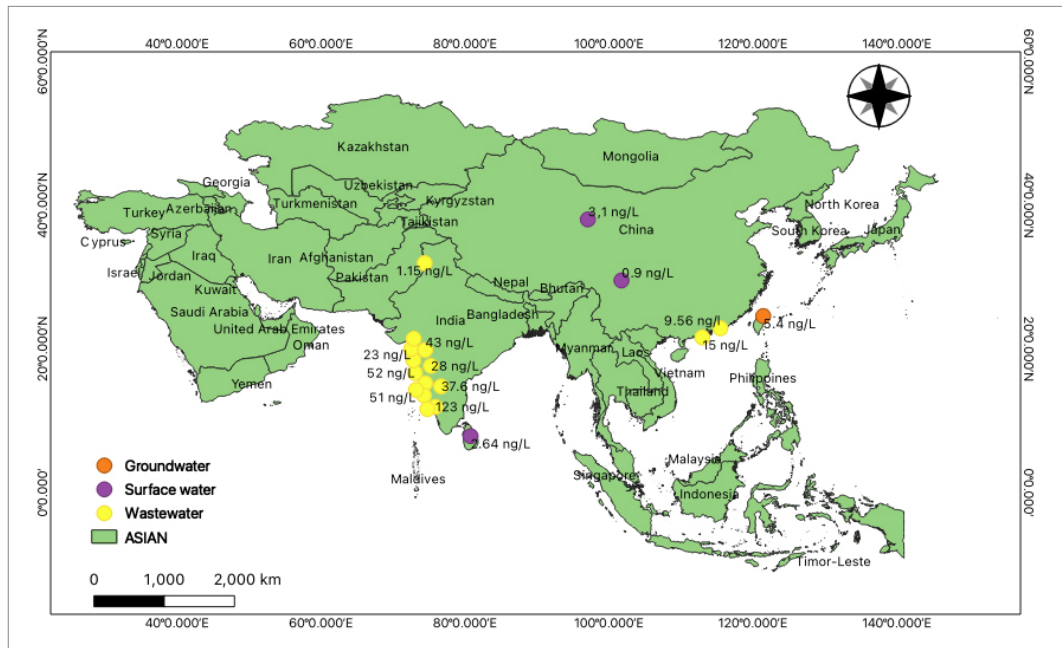 40°0.000'E 60°0.000'E 80°0.000'E 100°0.000'E 120°0.000'E 140°0.000'E
60°0.000'N
60°0.000'N
Kazakhstan
Mongolia
Georgia
Uzbekistan
Kyrgyzstan
40°0.000'N
40°0.000'N
Turkey
Azerbaijan
Turkmenistan
Tajikistan
3,1 ng/L
China
North Korea
South Korea
Japan
Cyprus
Syria
Israel
Jordan
Iraq
Iran
Afghanistan
Pakistan
1.15 ng/L
0.9 ng/L
Kuwait
Nepal
Bhutan
Saudi Arabia
United Arab Emirates
Oman
India
Bangladesh
9.56 ng/L
5.4 ng/L
15 ng/L
20°0.000'N
20°0.000'N
43 ng/L
23 ng/L
28 ng/L
52 ng/L
37.6 ng/L
51 ng/L
123 ng/L
Myanmar
Laos
Vietnam
Thailand
Philippines
Yemen
2.64 ng/L
Maldives
Malaysia
Singapore
Indonesia
Timor-Leste
0°0.000'
0°0.000'
Groundwater
Surface water
Wastewater
ASIAN
0 1,000 2,000 km
40°0.000'E 60°0.000'E 80°0.000'E 100°0.000'E 120°0.000'E 140°0.000'E